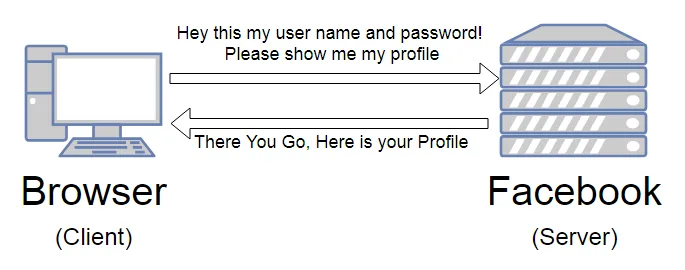 Hey this my user name and password!
Please show me my profile
There You Go, Here is your Profile
Browser
(Client)
Facebook
(Server)